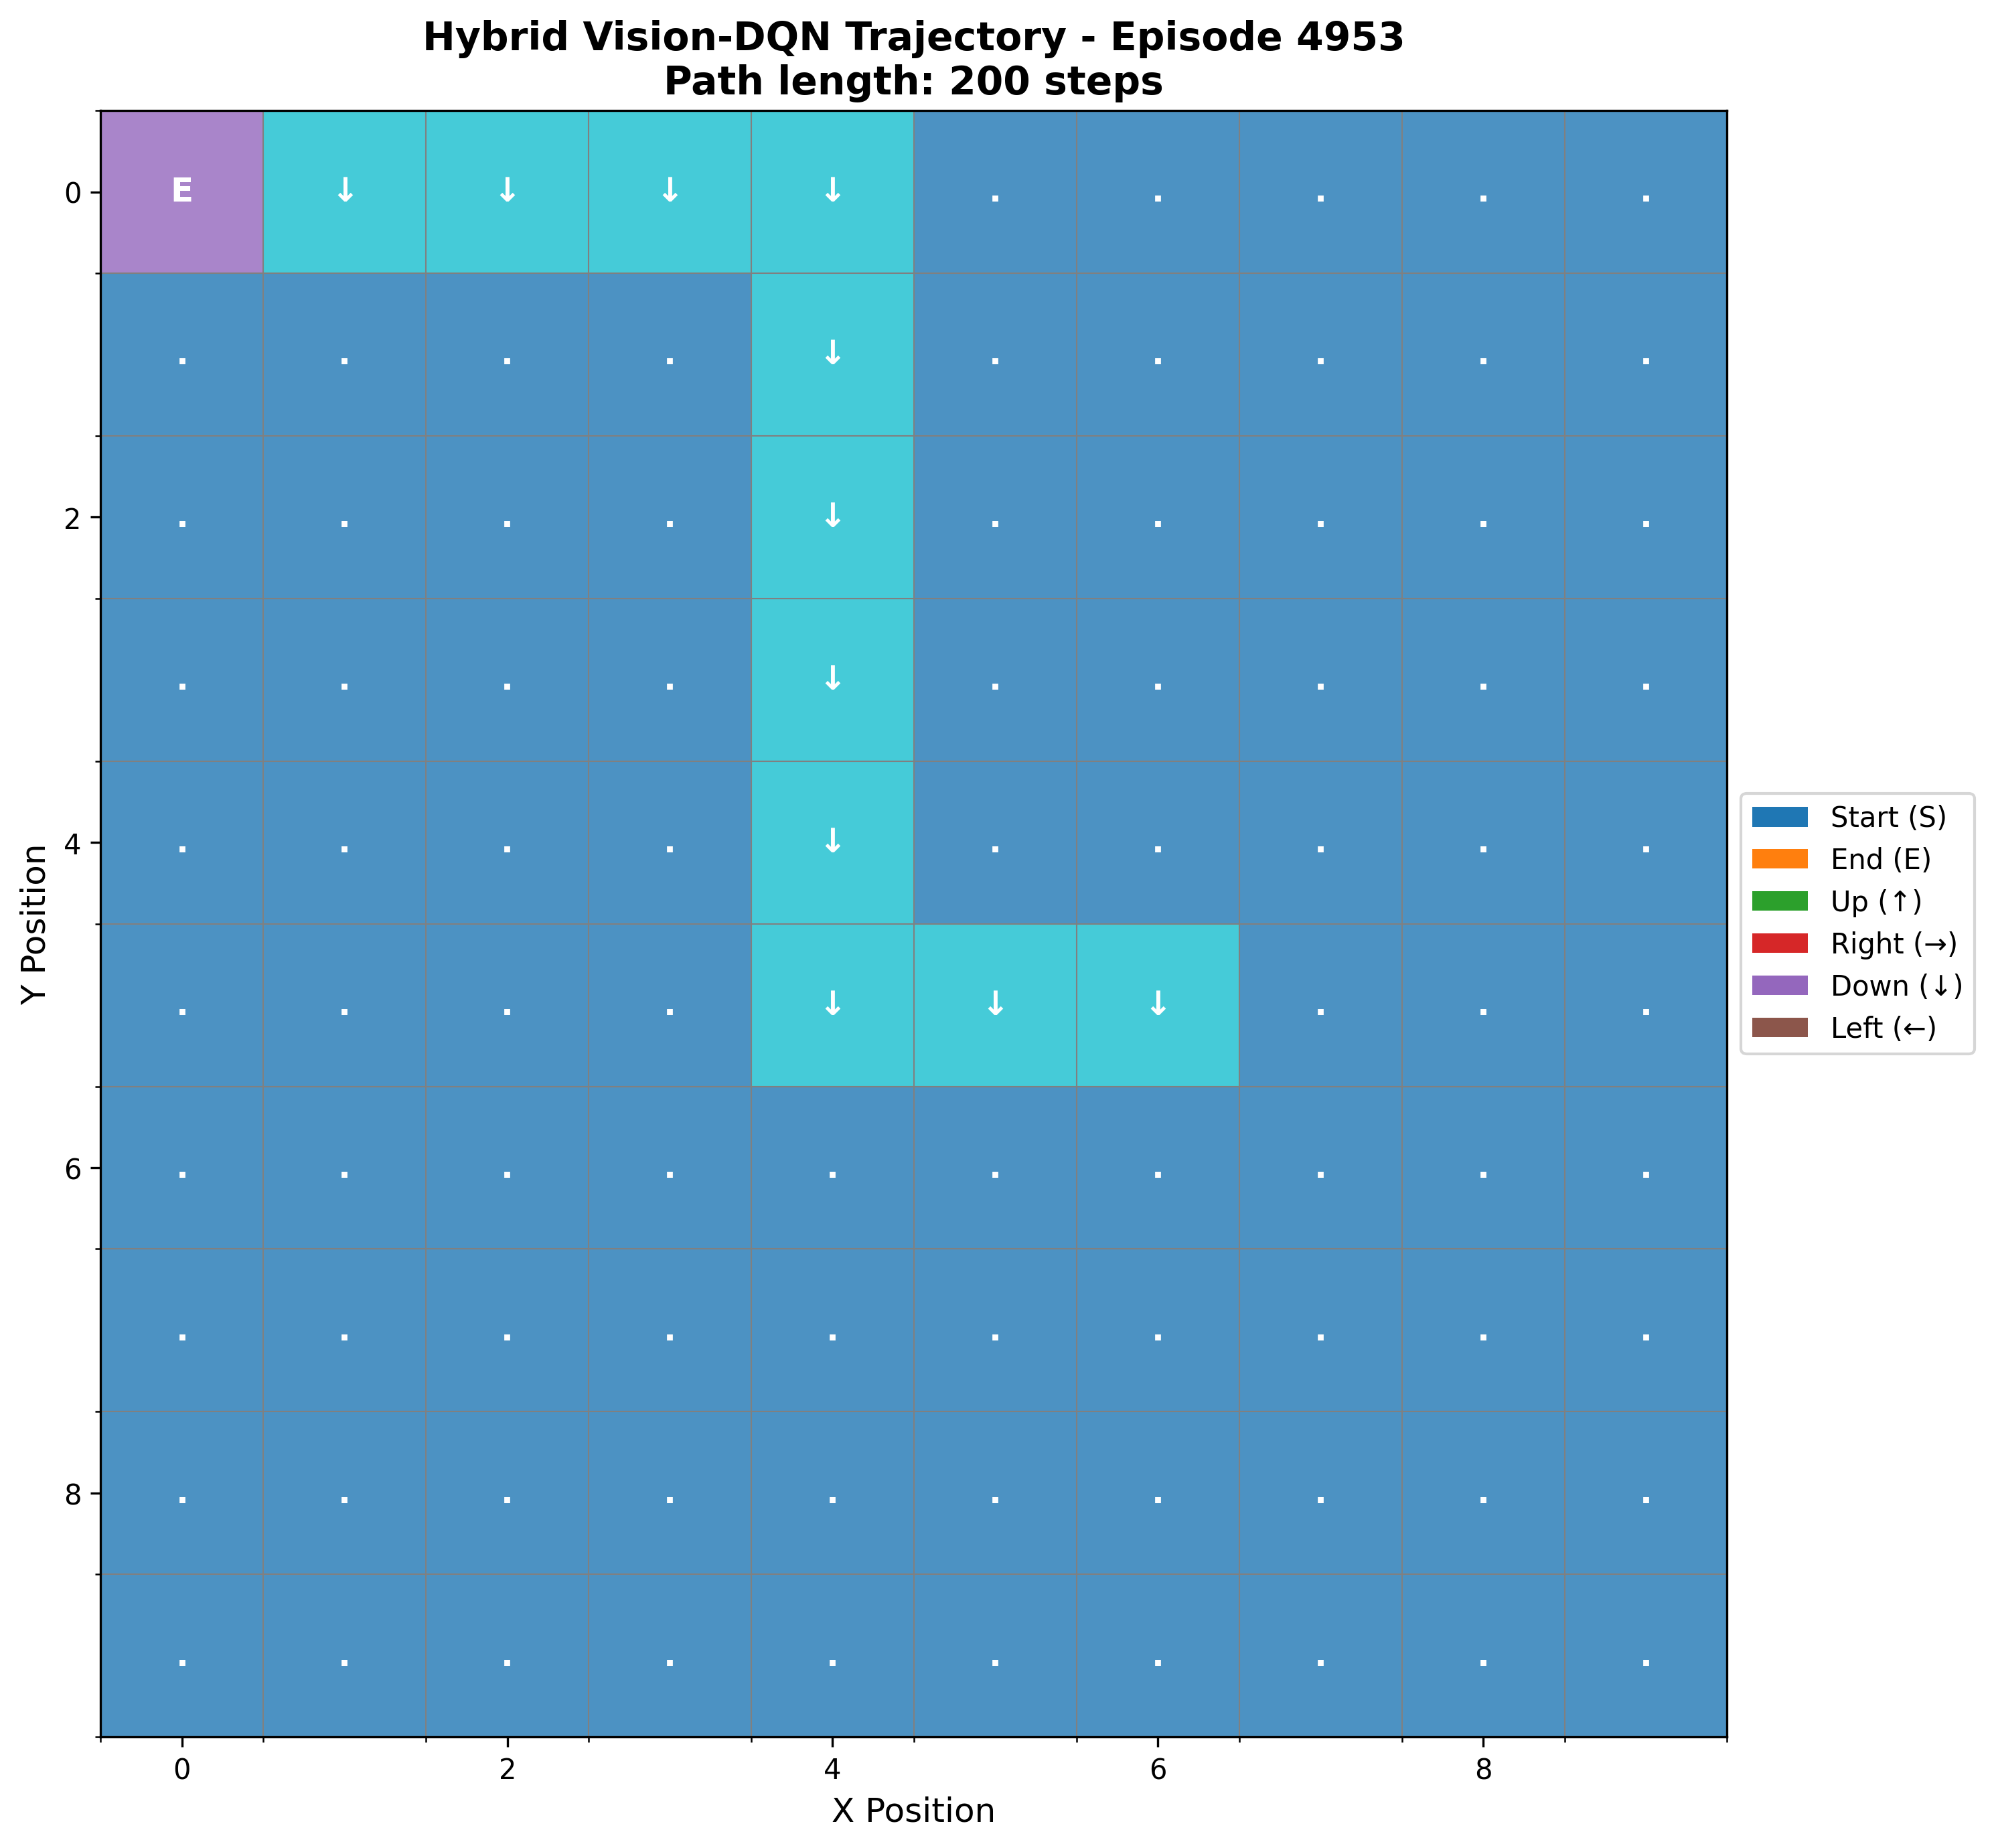 Hybrid Vision-DQN Trajectory - Episode 4953
Path length: 200 steps
0
E ↓ ↓ ↓ ↓ . . . . .
. . . . ↓ . . . . .
2
. . . . ↓ . . . . .
. . . . ↓ . . . . .
4
. . . . ↓ . . . . .
. . . . ↓ ↓ ↓ . . .
6
. . . . . . . . . .
. . . . . . . . . .
8
. . . . . . . . . .
. . . . . . . . . .
0 2 4 6 8
X Position
Y Position
Start (S)
End (E)
Up (↑)
Right (→)
Down (↓)
Left (←)